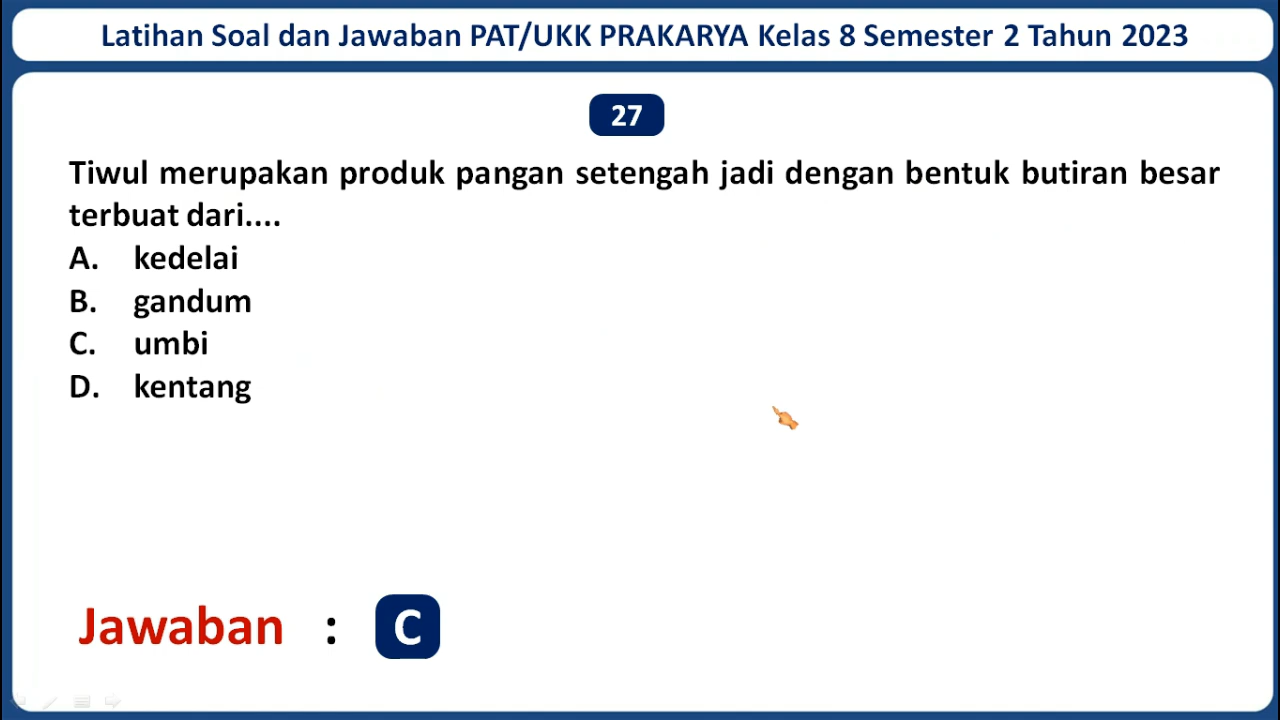 Latihan Soal dan Jawaban PAT/UKK PRAKARYA Kelas 8 Semester 2 Tahun 2023
27
Tiwul merupakan produk pangan setengah jadi dengan bentuk butiran besar
terbuat dari....
A. kedelai
B. gandum
C. umbi
D. kentang
Jawaban : C